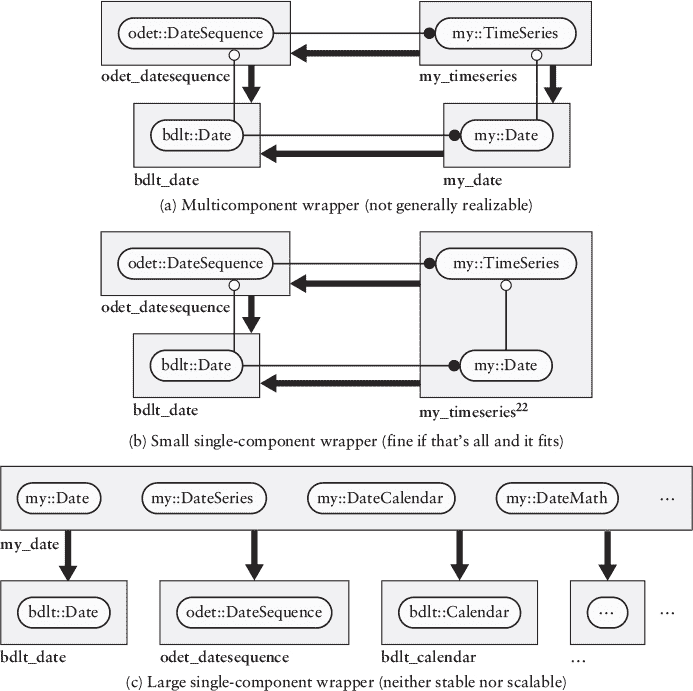 odet::DateSequence my::TimeSeries
odet_datesequence my_timeseries
bdlt::Date my::Date
bdlt_date my_date
(a) Multicomponent wrapper (not generally realizable)
odet::DateSequence my::TimeSeries
odet_datesequence
bdlt::Date my::Date
bdlt_date my_timeseries22
(b) Small single-component wrapper (fine if that's all and it fits)
my::Date my::DateSeries my::DateCalendar my::DateMath ...
my_date
bdlt::Date odet::DateSequence bdlt::Calendar ... ...
bdlt_date odet_datesequence bdlt_calendar ...
(c) Large single-component wrapper (neither stable nor scalable)